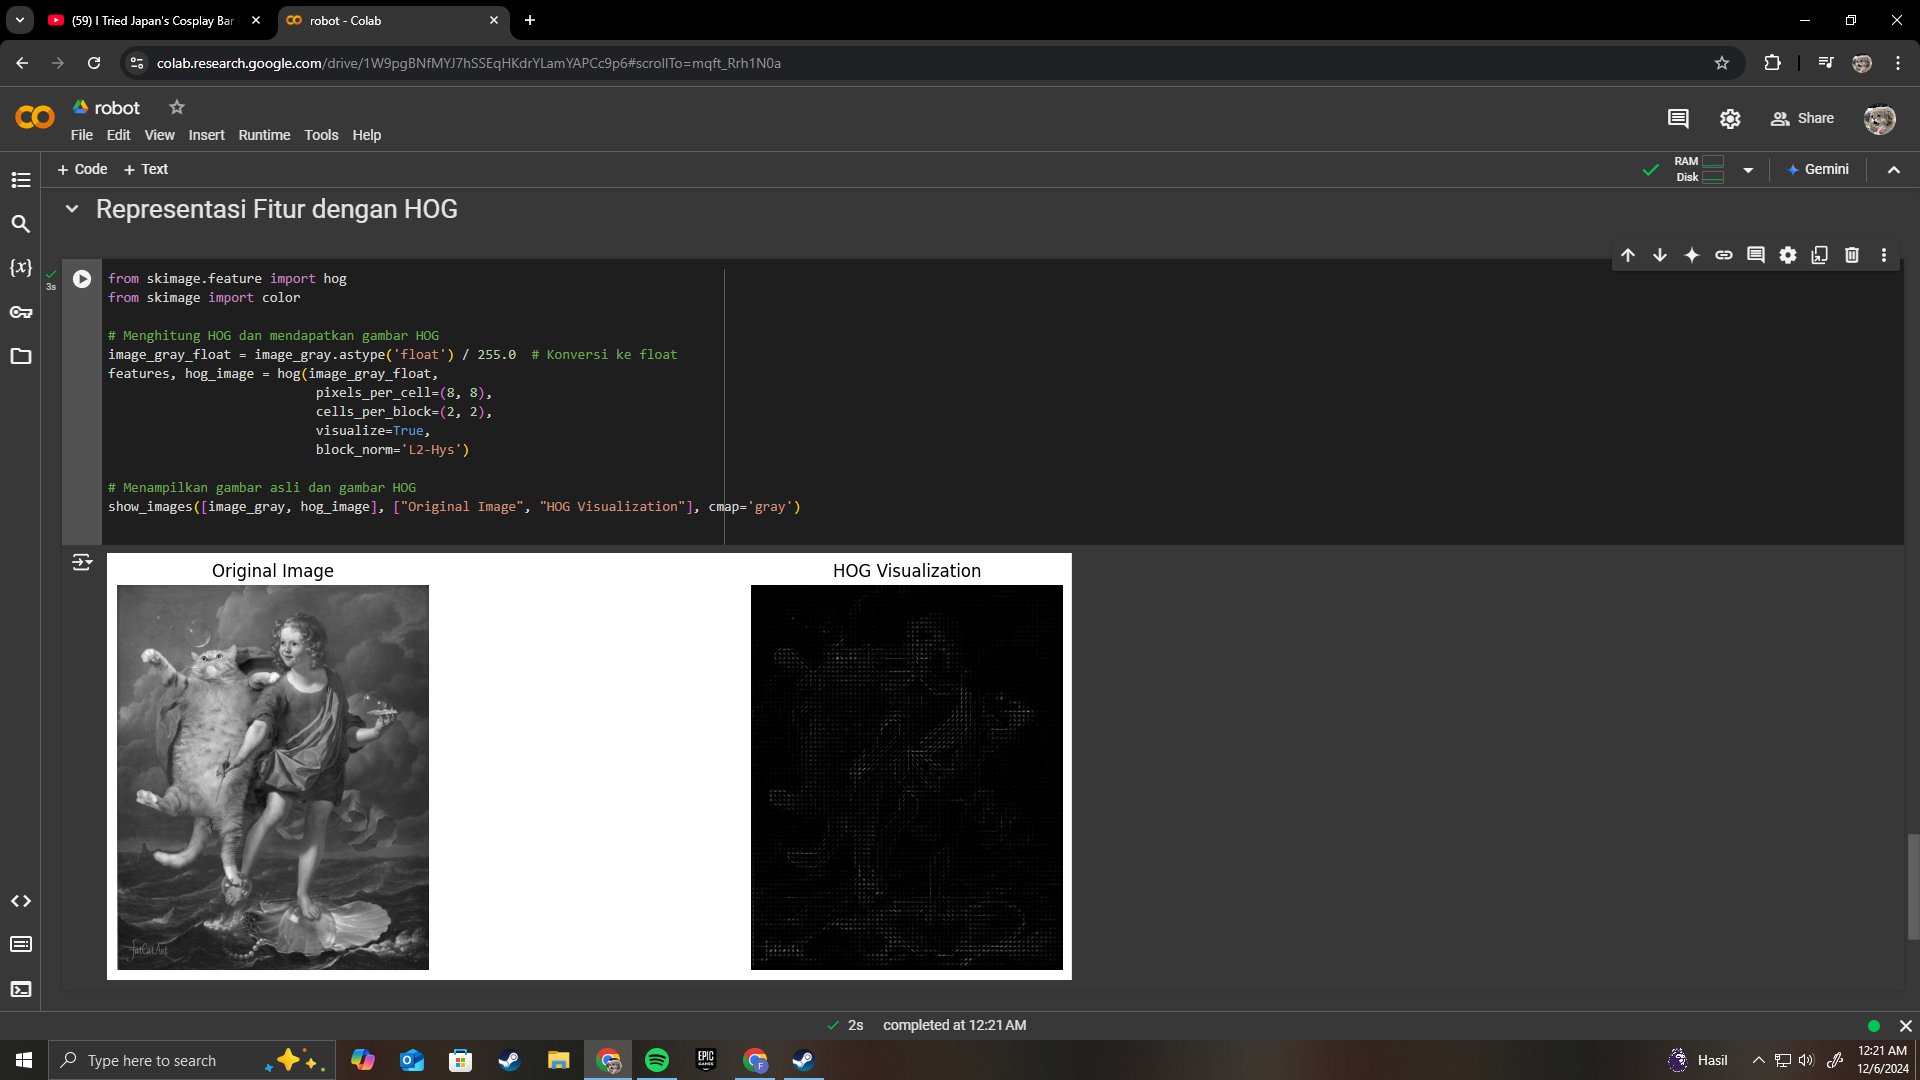 (59) I Tried Japan's Cosplay Bar
robot - Colab
colab.research.google.com/drive/1W9pgBNfMYJ7hSSEqHKdrYLamYAPCc9p6#scrollTo=mqft_Rrh1N0a
robot
File Edit View Insert Runtime Tools Help
Share
+ Code + Text
RAM
Disk
Gemini
Representasi Fitur dengan HOG
3s
from skimage.feature import hog
from skimage import color
# Menghitung HOG dan mendapatkan gambar HOG
image_gray_float = image_gray.astype('float') / 255.0  # Konversi ke float
features, hog_image = hog(image_gray_float,
pixels_per_cell=(8, 8),
cells_per_block=(2, 2),
visualize=True,
block_norm='L2-Hys')
# Menampilkan gambar asli dan gambar HOG
show_images([image_gray, hog_image], ["Original Image", "HOG Visualization"], cmap='gray')
Original Image
HOG Visualization
FatCatArt
2s completed at 12:21 AM
Type here to search
EPIC GAMES
F
Hasil
12:21 AM
12/6/2024